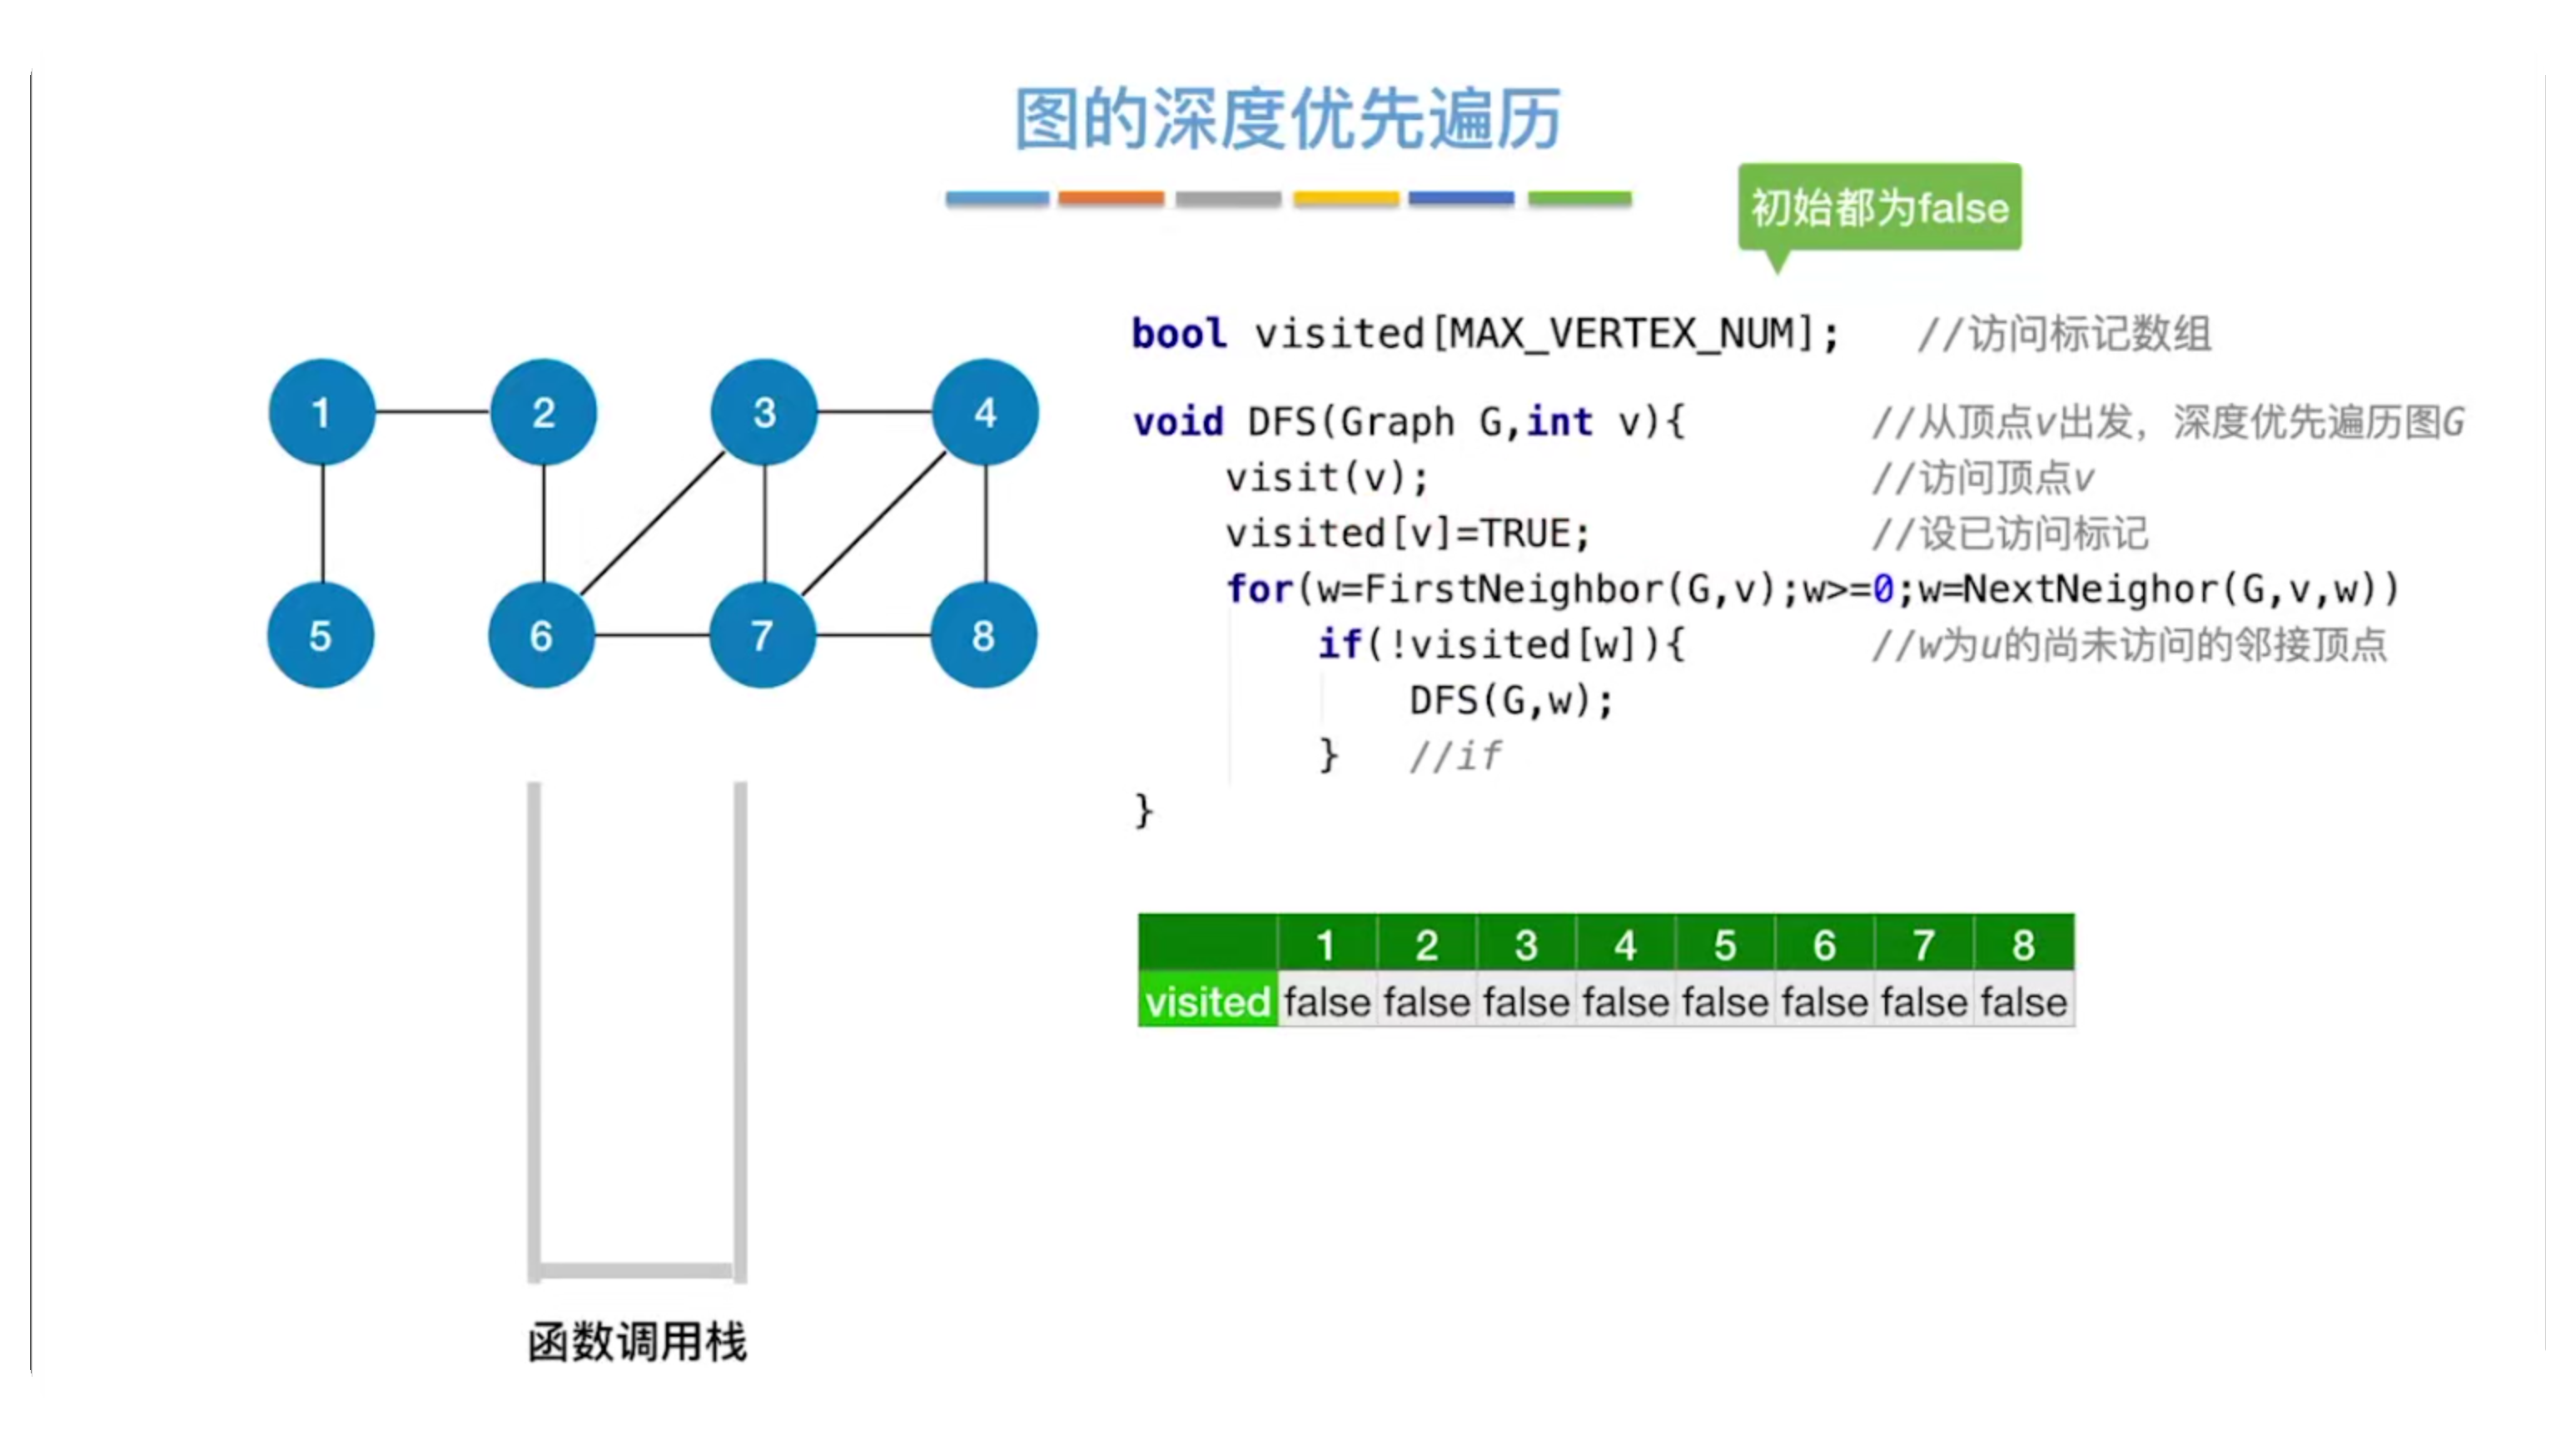 图的深度优先遍历
初始都为false
bool visited[MAX_VERTEX_NUM]; //访问标记数组
void DFS(Graph G,int v){ //从顶点v出发，深度优先遍历图G
visit(v); //访问顶点v
visited[v]=TRUE; //设已访问标记
for(w=FirstNeighbor(G,v);w>=0;w=NextNeighor(G,v,w))
if(!visited[w]){ //w为u的尚未访问的邻接顶点
DFS(G,w);
} //if
}
1 2 3 4
5 6 7 8
1 2 3 4 5 6 7 8
visited false false false false false false false false
函数调用栈